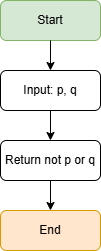 Start
Input: p, q
Return not p or q
End